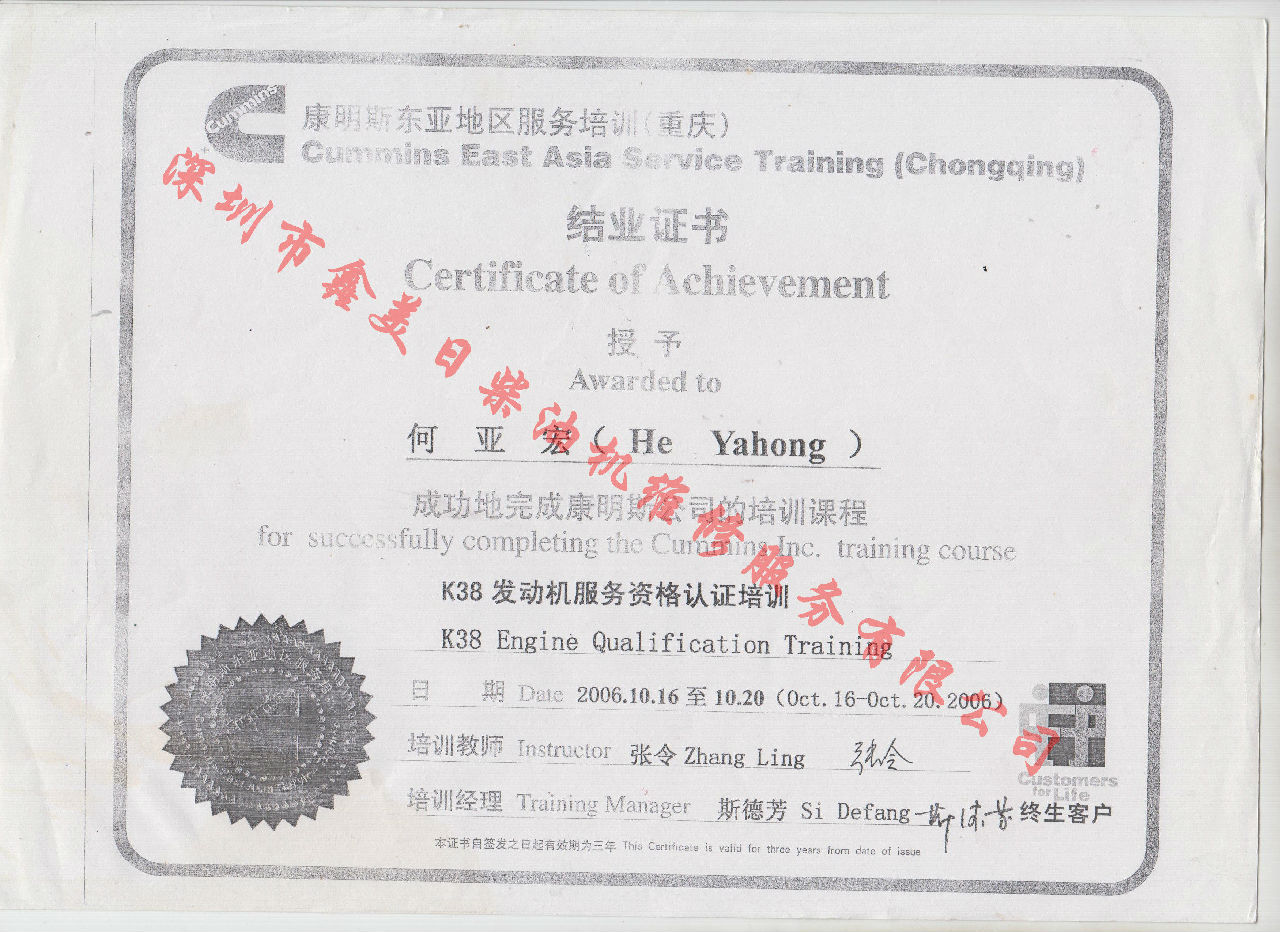 Cummins
康明斯东亚地区服务培训(重庆)
Cummins East Asia Service Training (Chongqing)
结业证书
Certificate of Achievement
授予
Awarded to
何 亚 宏 ( He Yahong )
成功地完成康明斯公司的培训课程
for successfully completing the Cummins Inc. training course
K38 发动机服务资格认证培训
K38 Engine Qualification Training
日 期 Date 2006.10.16 至 10.20 (Oct. 16-Oct. 20. 2006)
培训教师 Instructor 张令 Zhang Ling 张令
培训经理 Training Manager 斯德芳 Si Defang 斯德芳
Customers
for Life
终生客户
本证书自签发之日起有效期为三年 This Certificate is valid for three years from date of issue
深圳市鑫美日柴油机维修服务有限公司